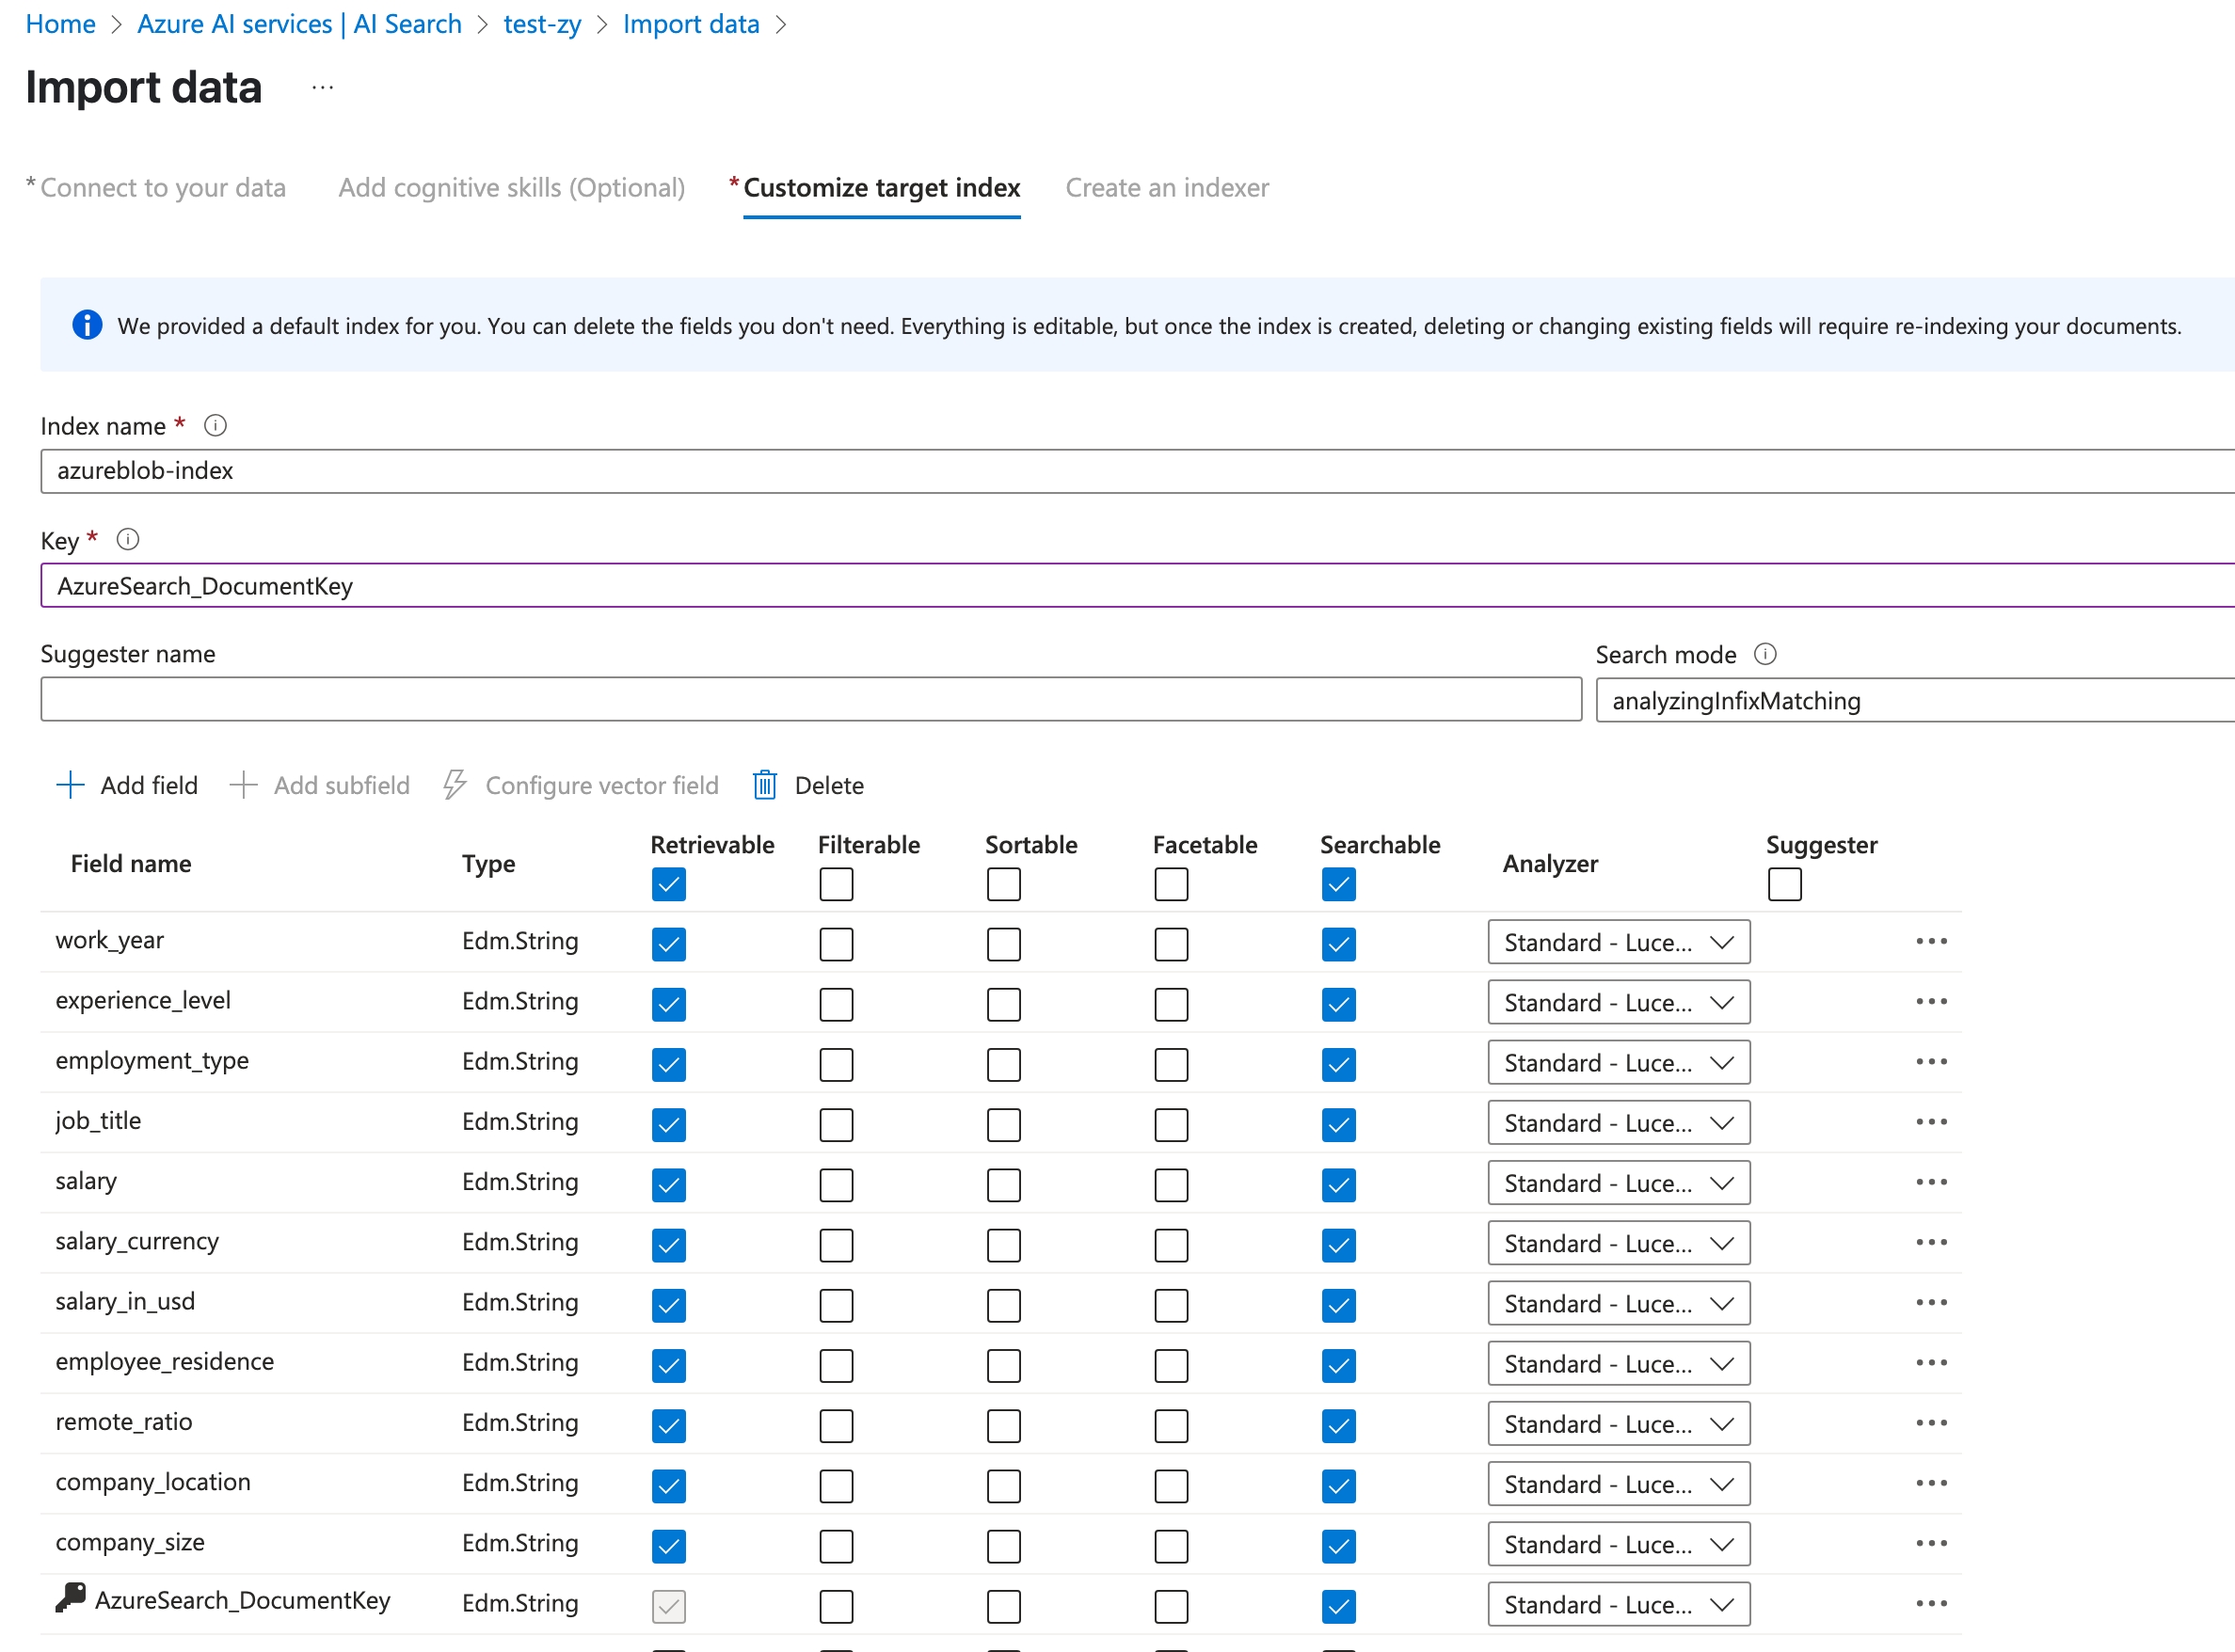 Home > Azure AI services | AI Search > test-zy > Import data >
Import data ...
* Connect to your data Add cognitive skills (Optional) * Customize target index Create an indexer
We provided a default index for you. You can delete the fields you don't need. Everything is editable, but once the index is created, deleting or changing existing fields will require re-indexing your documents.
Index name *
azureblob-index
Key *
AzureSearch_DocumentKey
Suggester name Search mode
analyzingInfixMatching
Add field Add subfield Configure vector field Delete
Field name Type Retrievable Filterable Sortable Facetable Searchable Analyzer Suggester
work_year Edm.String Standard - Luce...
experience_level Edm.String Standard - Luce...
employment_type Edm.String Standard - Luce...
job_title Edm.String Standard - Luce...
salary Edm.String Standard - Luce...
salary_currency Edm.String Standard - Luce...
salary_in_usd Edm.String Standard - Luce...
employee_residence Edm.String Standard - Luce...
remote_ratio Edm.String Standard - Luce...
company_location Edm.String Standard - Luce...
company_size Edm.String Standard - Luce...
AzureSearch_DocumentKey Edm.String Standard - Luce...